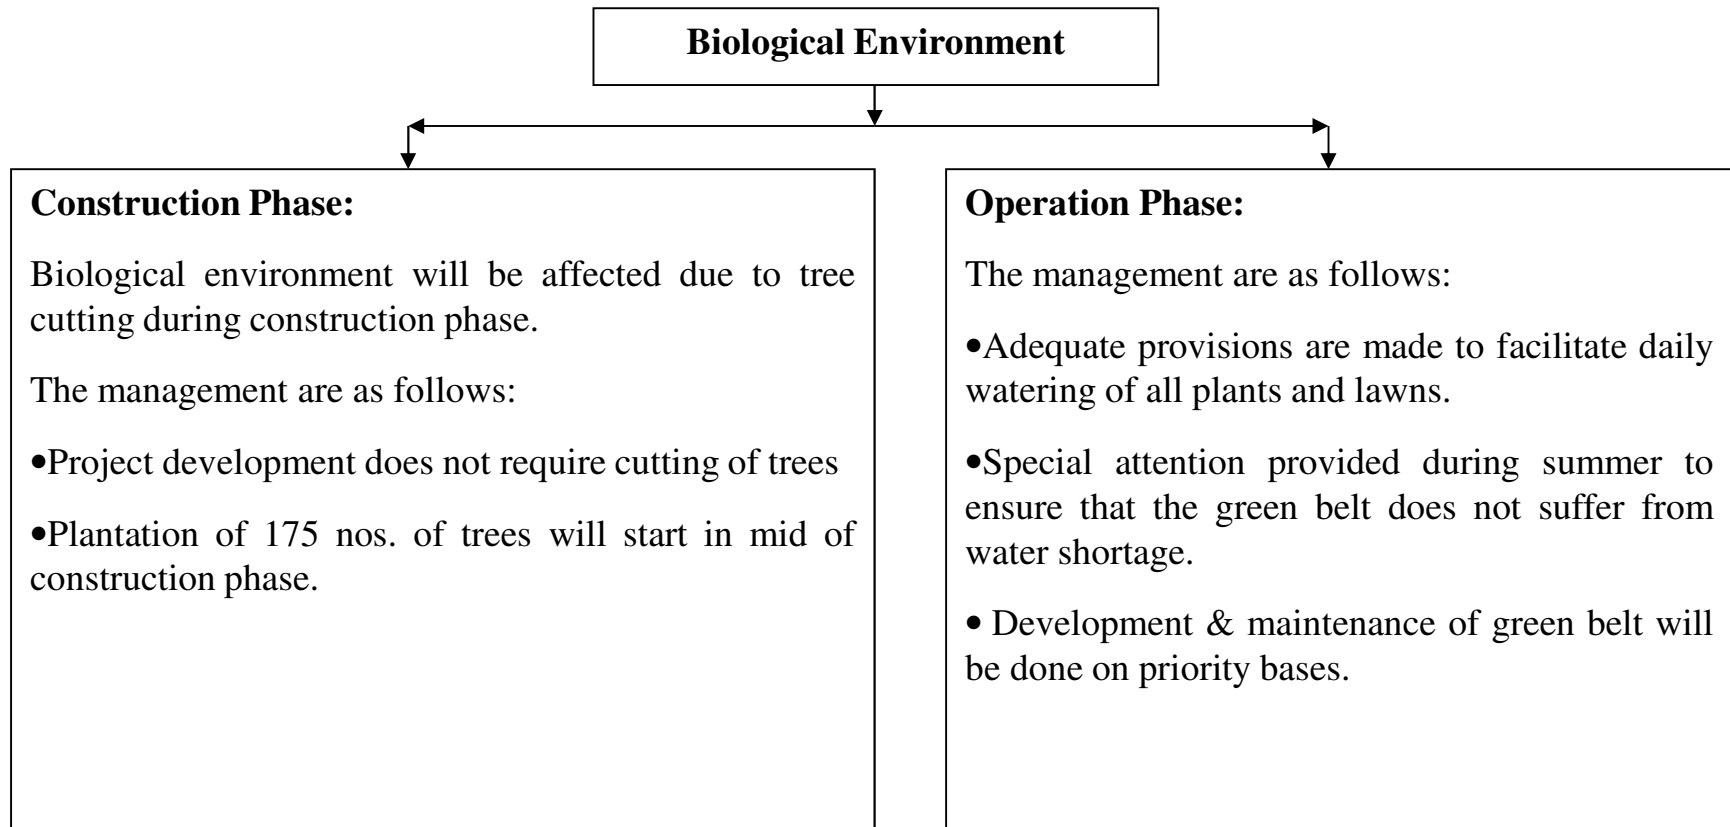 Biological Environment
Construction Phase:
Biological environment will be affected due to tree
cutting during construction phase.
The management are as follows:
•Project development does not require cutting of trees
•Plantation of 175 nos. of trees will start in mid of
construction phase.
Operation Phase:
The management are as follows:
•Adequate provisions are made to facilitate daily
watering of all plants and lawns.
•Special attention provided during summer to
ensure that the green belt does not suffer from
water shortage.
• Development & maintenance of green belt will
be done on priority bases.